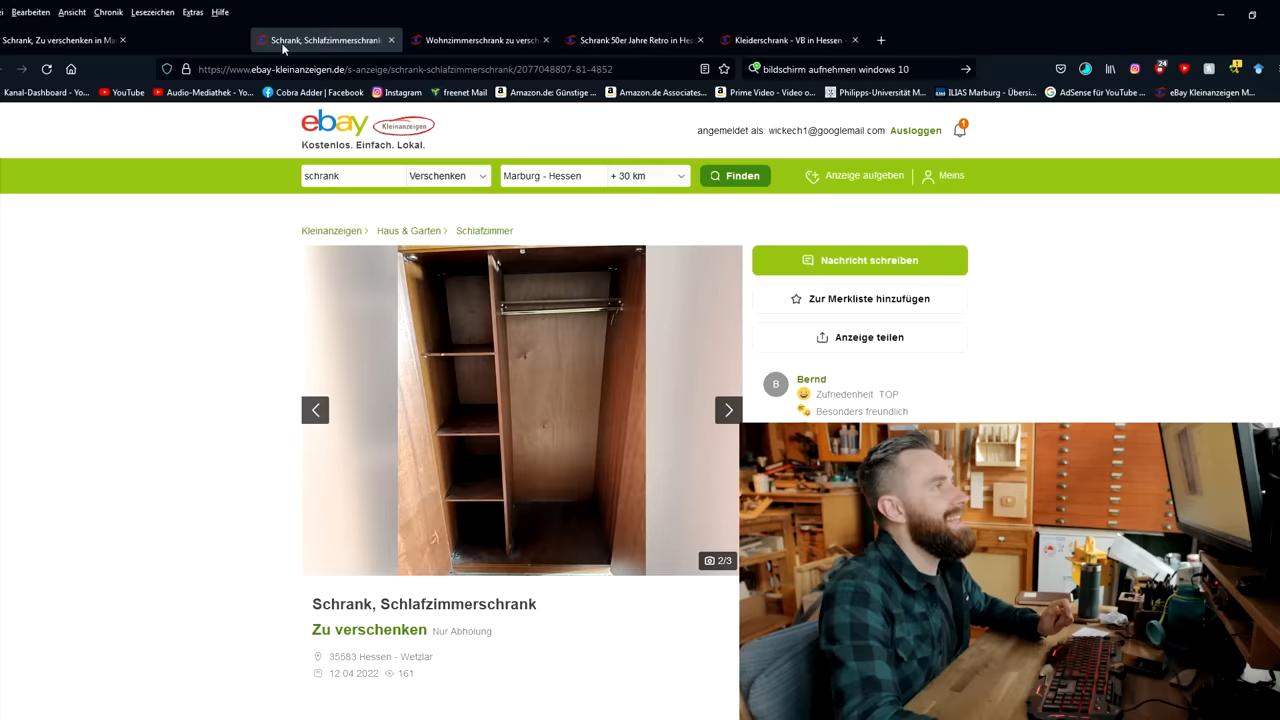 Bearbeiten Ansicht Chronik Lesezeichen Extras Hilfe
Schrank, Zu verschenken in Ma
Schrank, Schlafzimmerschrank
Wohnzimmerschrank zu versch
Schrank 50er Jahre Retro in Hes
Kleiderschrank - VB in Hessen -
https://www.ebay-kleinanzeigen.de/s-anzeige/schrank-schlafzimmerschrank/2077048807-81-4852
bildschirm aufnehmen windows 10
24
1
Kanal-Dashboard - Yo...
YouTube
Audio-Mediathek - Yo...
Cobra Adder | Facebook
Instagram
freenet Mail
Amazon.de: Günstige ...
Amazon.de Associates...
Prime Video - Video o...
Philipps-Universität M...
ILIAS Marburg - Übersi...
AdSense für YouTube ...
eBay Kleinanzeigen M...
ebay Kleinanzeigen
Kostenlos. Einfach. Lokal.
angemeldet als: wickech1@googlemail.com Ausloggen
1
schrank Verschenken Marburg - Hessen + 30 km Finden
Anzeige aufgeben Meins
Kleinanzeigen Haus & Garten Schlafzimmer
Nachricht schreiben
Zur Merkliste hinzufügen
Anzeige teilen
B
Bernd
Zufriedenheit TOP
Besonders freundlich
2/3
Schrank, Schlafzimmerschrank
Zu verschenken Nur Abholung
35583 Hessen - Wetzlar
12 04 2022 161